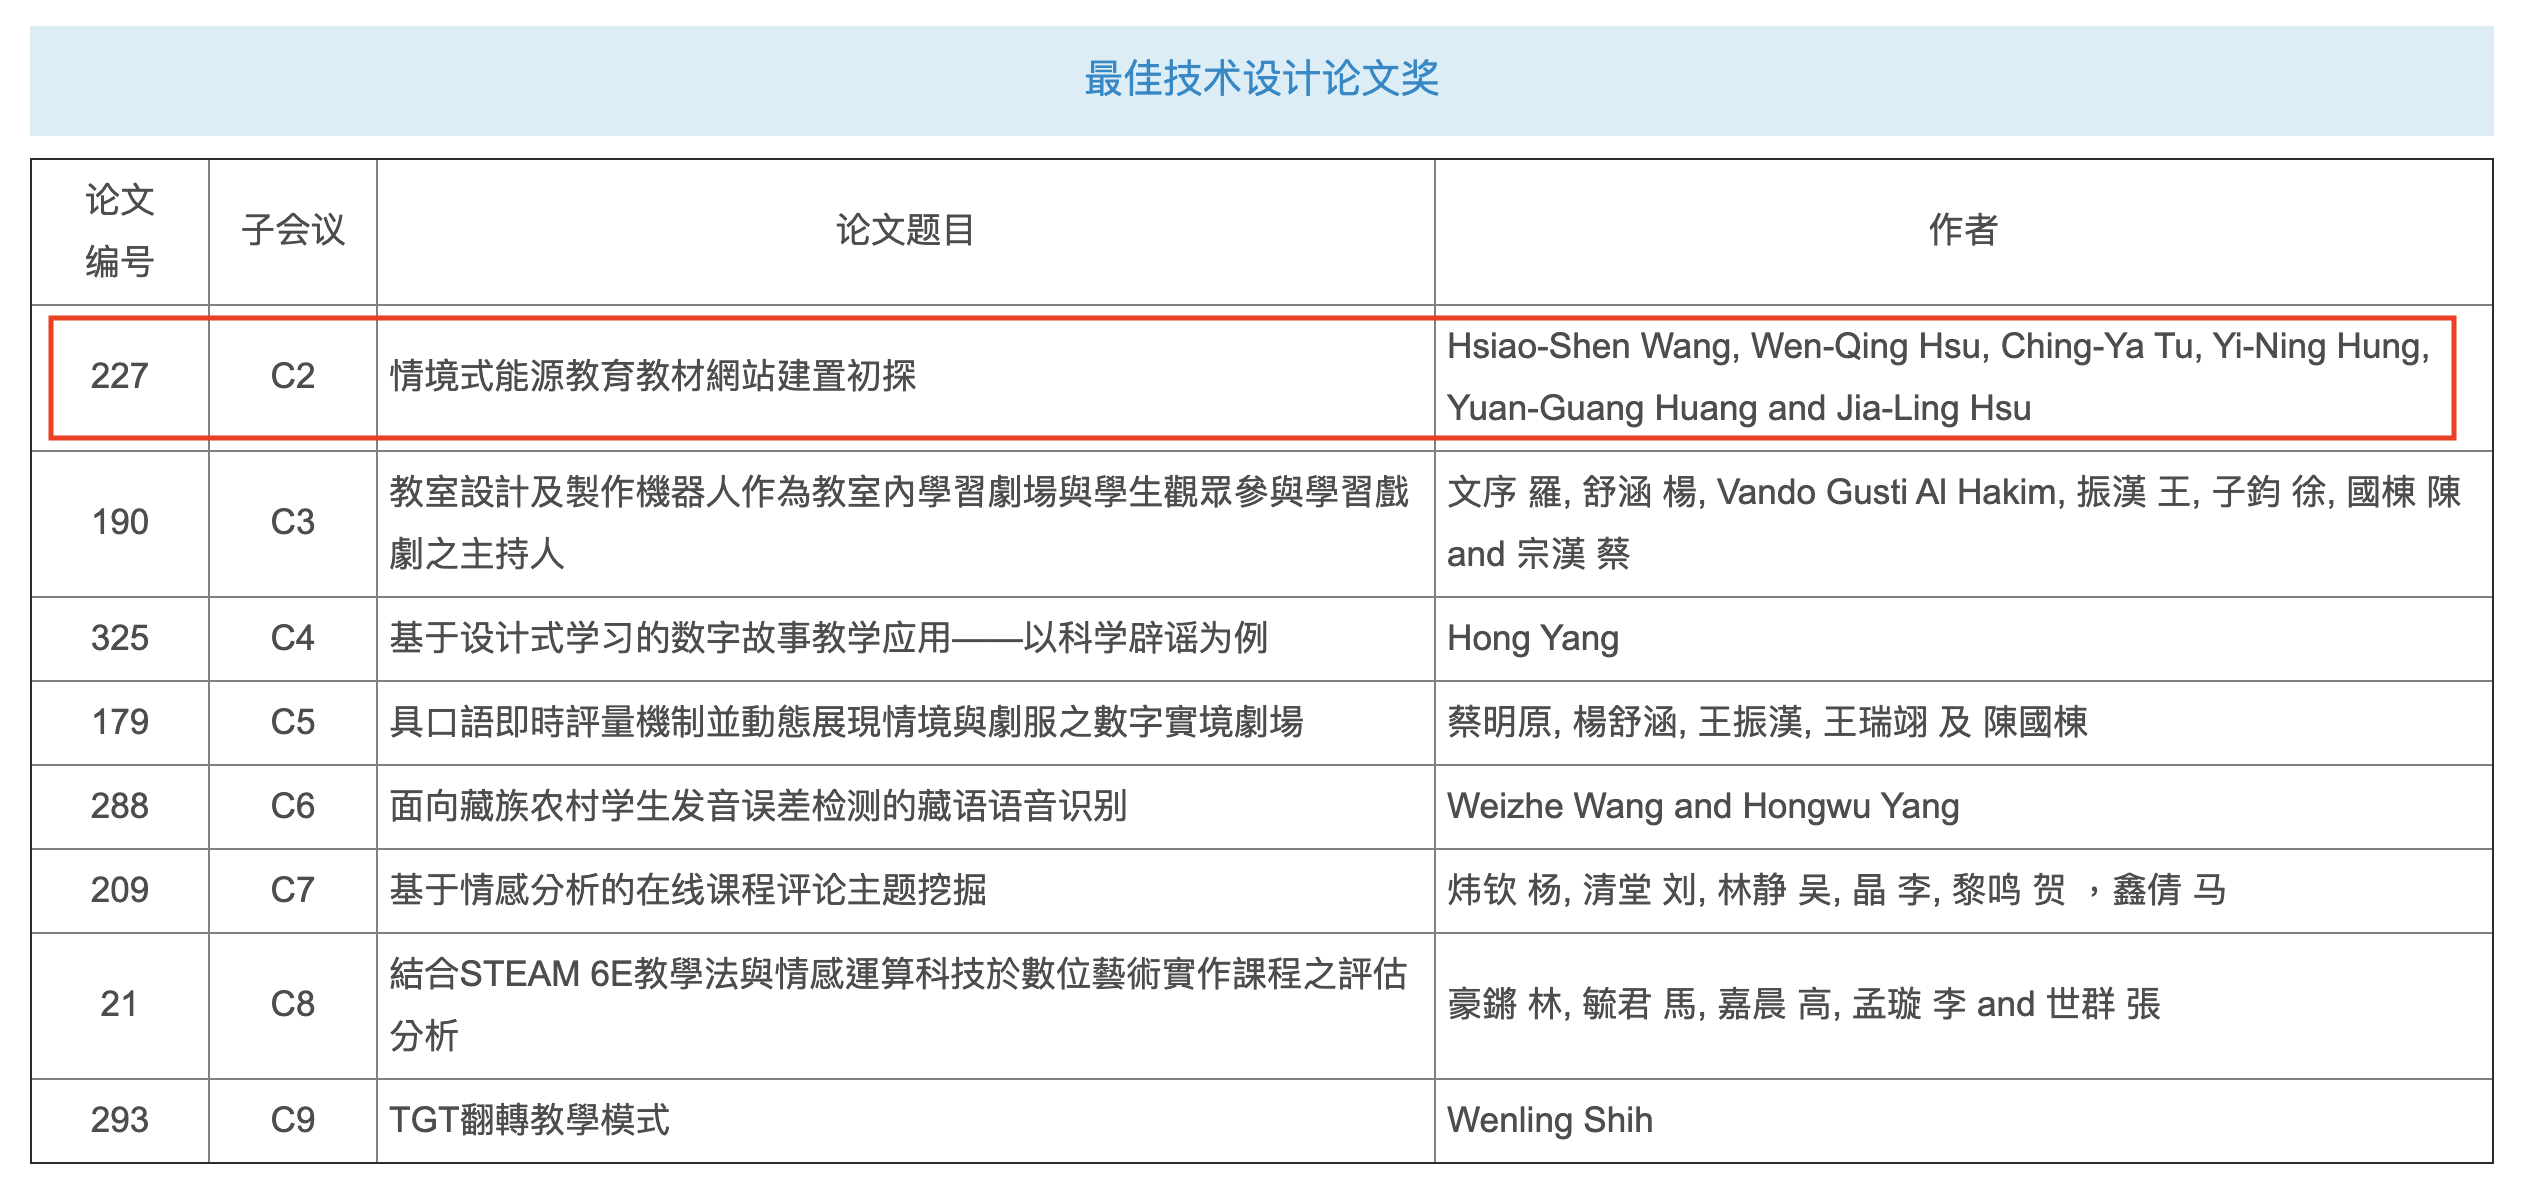 最佳技术设计论文奖
论文
编号
子会议
论文题目
作者
227
C2
情境式能源教育教材網站建置初探
Hsiao-Shen Wang, Wen-Qing Hsu, Ching-Ya Tu, Yi-Ning Hung,
Yuan-Guang Huang and Jia-Ling Hsu
190
C3
教室設計及製作機器人作為教室內學習劇場與學生觀眾參與學習戲
劇之主持人
文序 羅, 舒涵 楊, Vando Gusti Al Hakim, 振漢 王, 子鈞 徐, 國棟 陳
and 宗漢 蔡
325
C4
基于设计式学习的数字故事教学应用——以科学辟谣为例
Hong Yang
179
C5
具口語即時評量機制並動態展現情境與劇服之數字實境劇場
蔡明原, 楊舒涵, 王振漢, 王瑞翊 及 陳國棟
288
C6
面向藏族农村学生发音误差检测的藏语语音识别
Weizhe Wang and Hongwu Yang
209
C7
基于情感分析的在线课程评论主题挖掘
炜钦 杨, 清堂 刘, 林静 吴, 晶 李, 黎鸣 贺 ，鑫倩 马
21
C8
結合STEAM 6E教學法與情感運算科技於數位藝術實作課程之評估
分析
豪鏘 林, 毓君 馬, 嘉晨 高, 孟璇 李 and 世群 張
293
C9
TGT翻轉教學模式
Wenling Shih